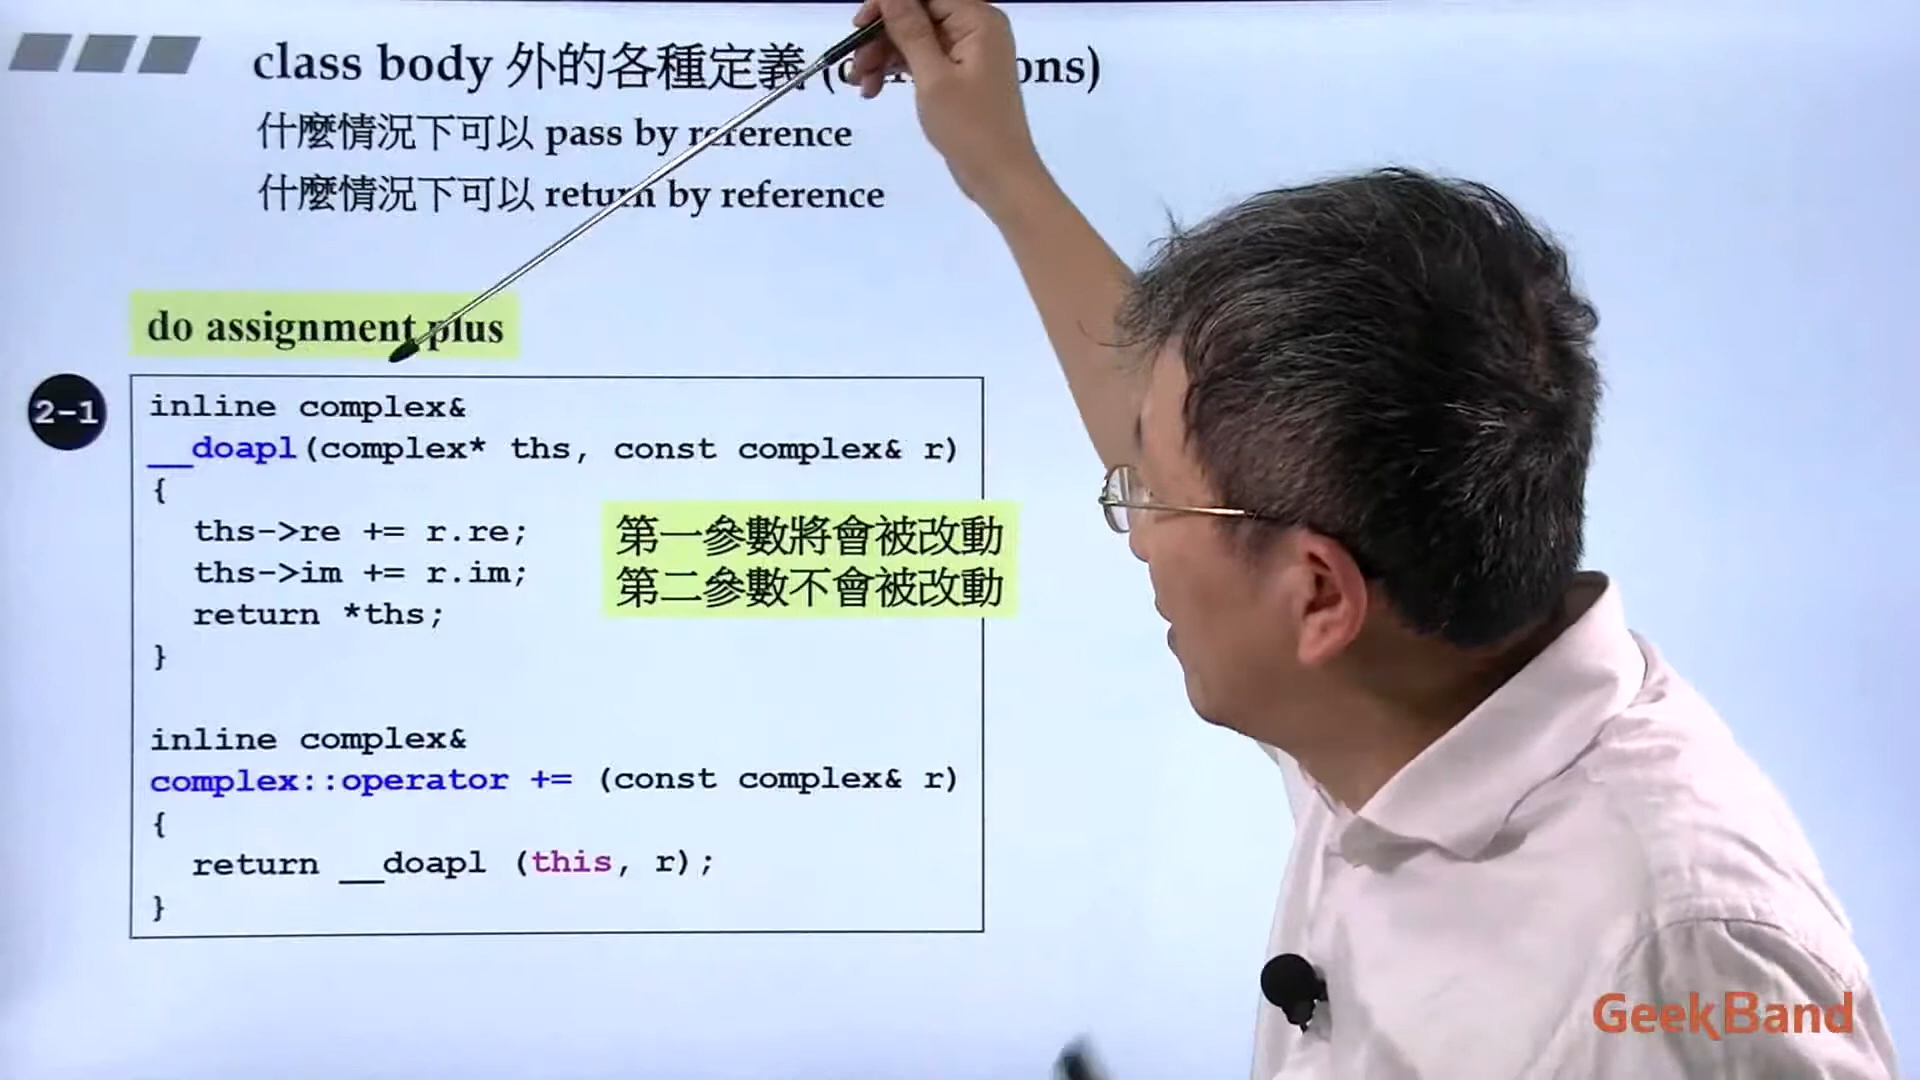 class body 外的各種定義 ons)
什麼情況下可以 pass by reference
什麼情況下可以 return by reference
do assignment plus
2-1
inline complex&
__doapl(complex* ths, const complex& r)
{
ths->re += r.re;
ths->im += r.im;
return *ths;
}
第一參數將會被改動
第二參數不會被改動
inline complex&
complex::operator += (const complex& r)
{
return __doapl (this, r);
}
GeekBand